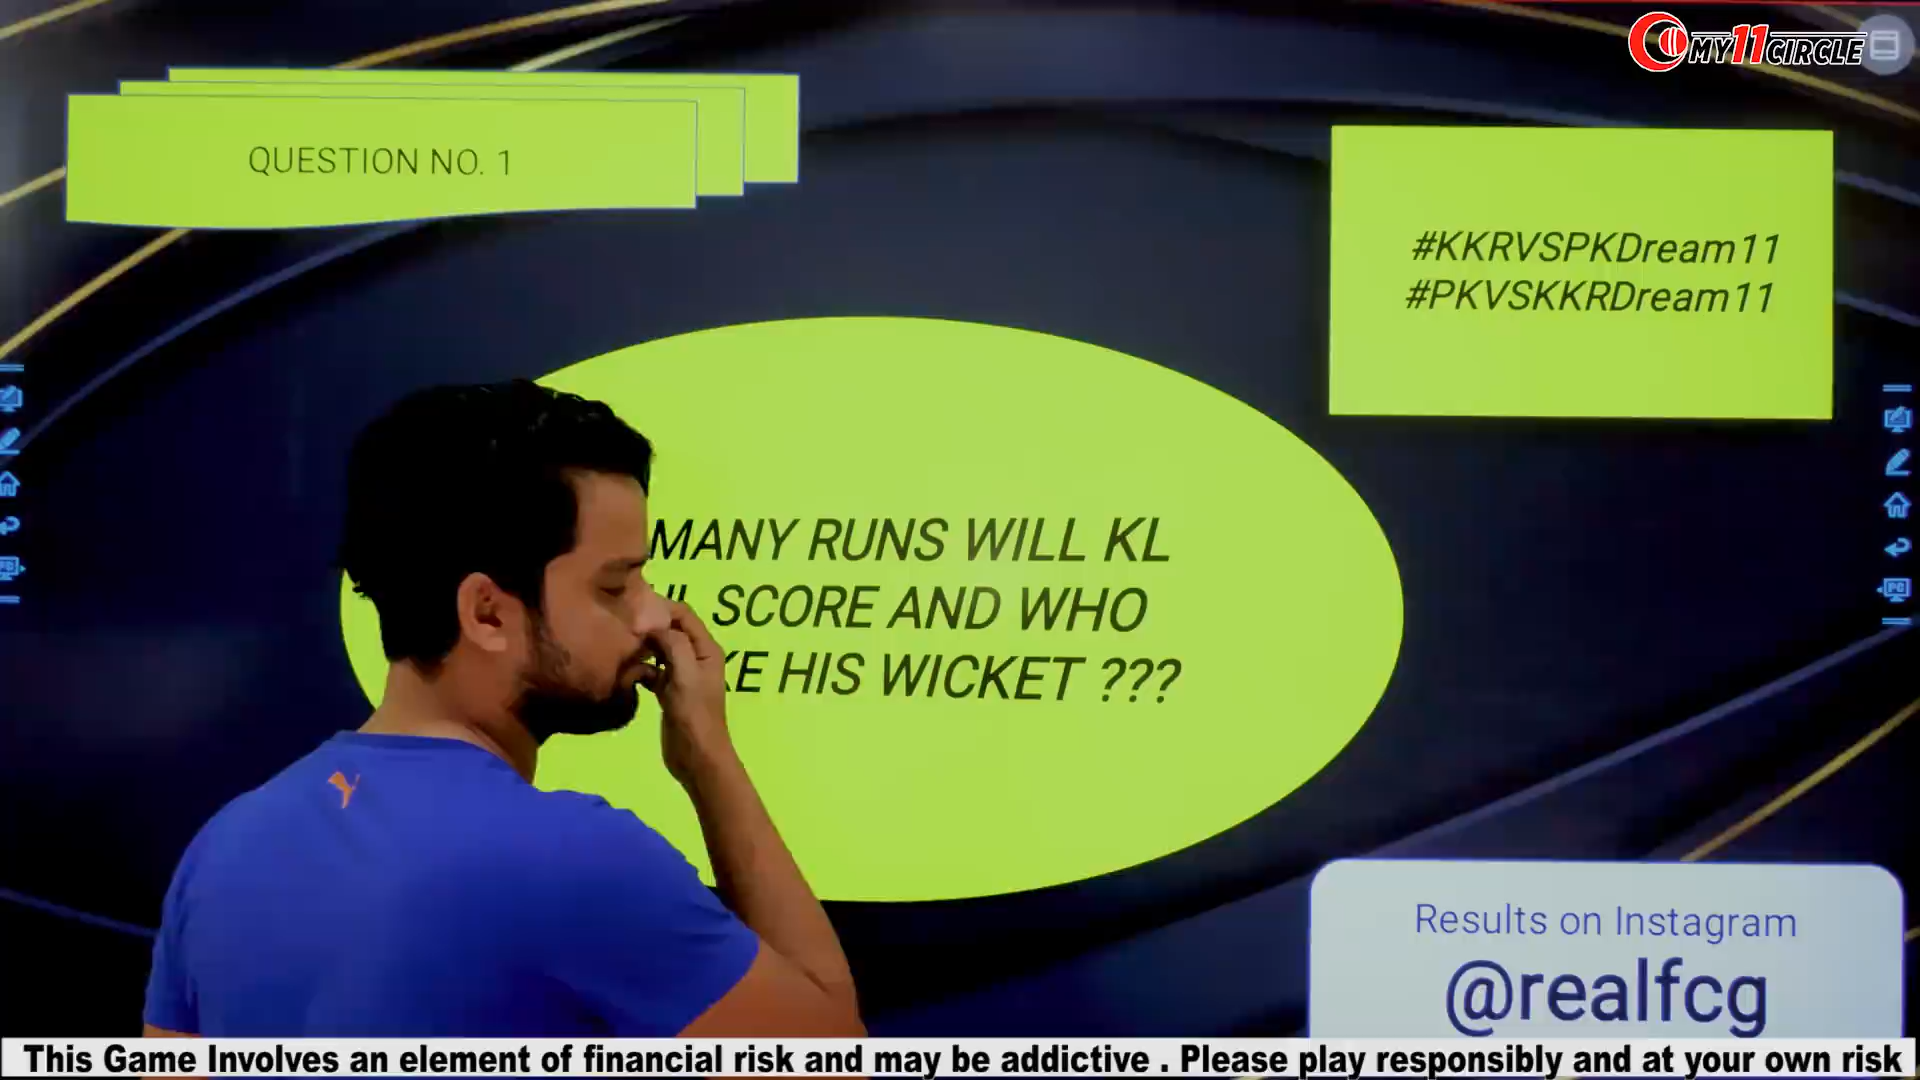 MY11CIRCLE
QUESTION NO. 1
#KKRVSPKDream11
#PKVSKKRDream11
MANY RUNS WILL KL
SCORE AND WHO
HIS WICKET ???
Results on Instagram
@realfcg
This Game Involves an element of financial risk and may be addictive . Please play responsibly and at your own risk